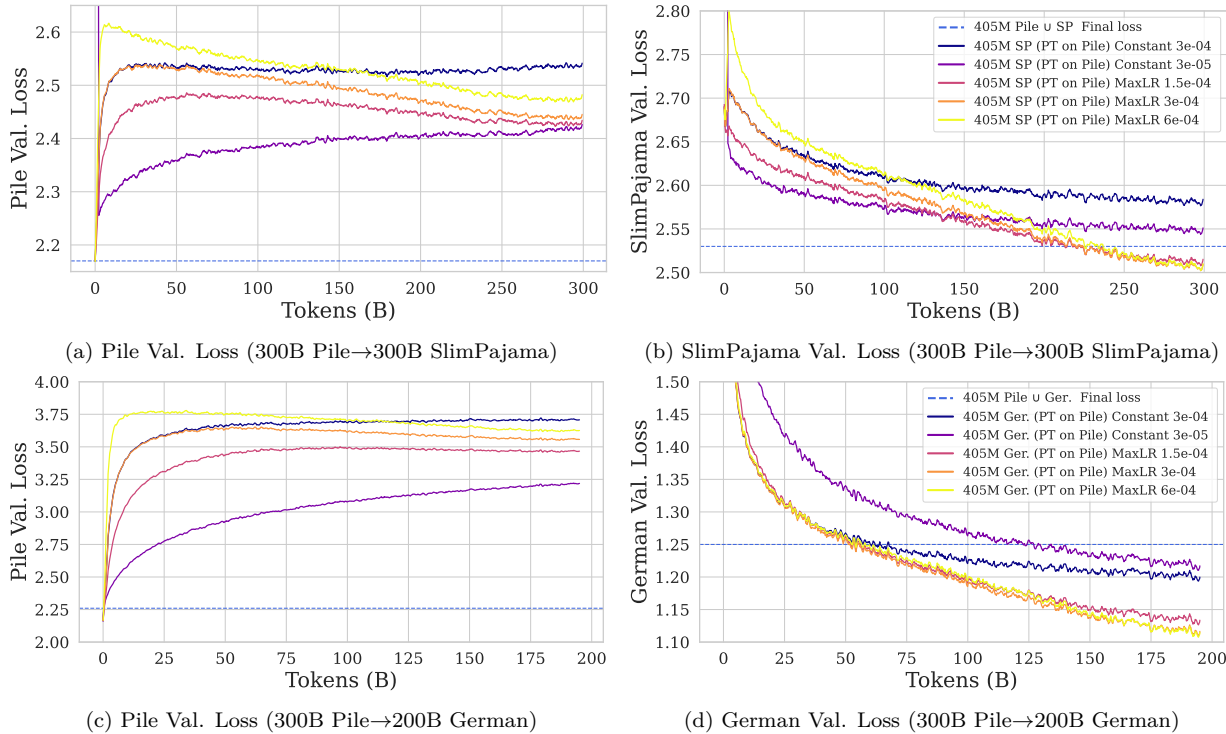 2.6
2.5
2.4
2.3
2.2
Pile Val. Loss
0
50
100
150
200
250
300
Tokens (B)
(a) Pile Val. Loss (300B Pile→300B SlimPajama)
2.80
2.75
2.70
2.65
2.60
2.55
2.50
SlimPajama Val. Loss
405M Pile ∪ SP Final loss
405M SP (PT on Pile) Constant 3e-04
405M SP (PT on Pile) Constant 3e-05
405M SP (PT on Pile) MaxLR 1.5e-04
405M SP (PT on Pile) MaxLR 3e-04
405M SP (PT on Pile) MaxLR 6e-04
0
50
100
150
200
250
300
Tokens (B)
(b) SlimPajama Val. Loss (300B Pile→300B SlimPajama)
4.00
3.75
3.50
3.25
3.00
2.75
2.50
2.25
2.00
Pile Val. Loss
0
25
50
75
100
125
150
175
200
Tokens (B)
(c) Pile Val. Loss (300B Pile→200B German)
1.50
1.45
1.40
1.35
1.30
1.25
1.20
1.15
1.10
German Val. Loss
405M Pile ∪ Ger. Final loss
405M Ger. (PT on Pile) Constant 3e-04
405M Ger. (PT on Pile) Constant 3e-05
405M Ger. (PT on Pile) MaxLR 1.5e-04
405M Ger. (PT on Pile) MaxLR 3e-04
405M Ger. (PT on Pile) MaxLR 6e-04
0
25
50
75
100
125
150
175
200
Tokens (B)
(d) German Val. Loss (300B Pile→200B German)